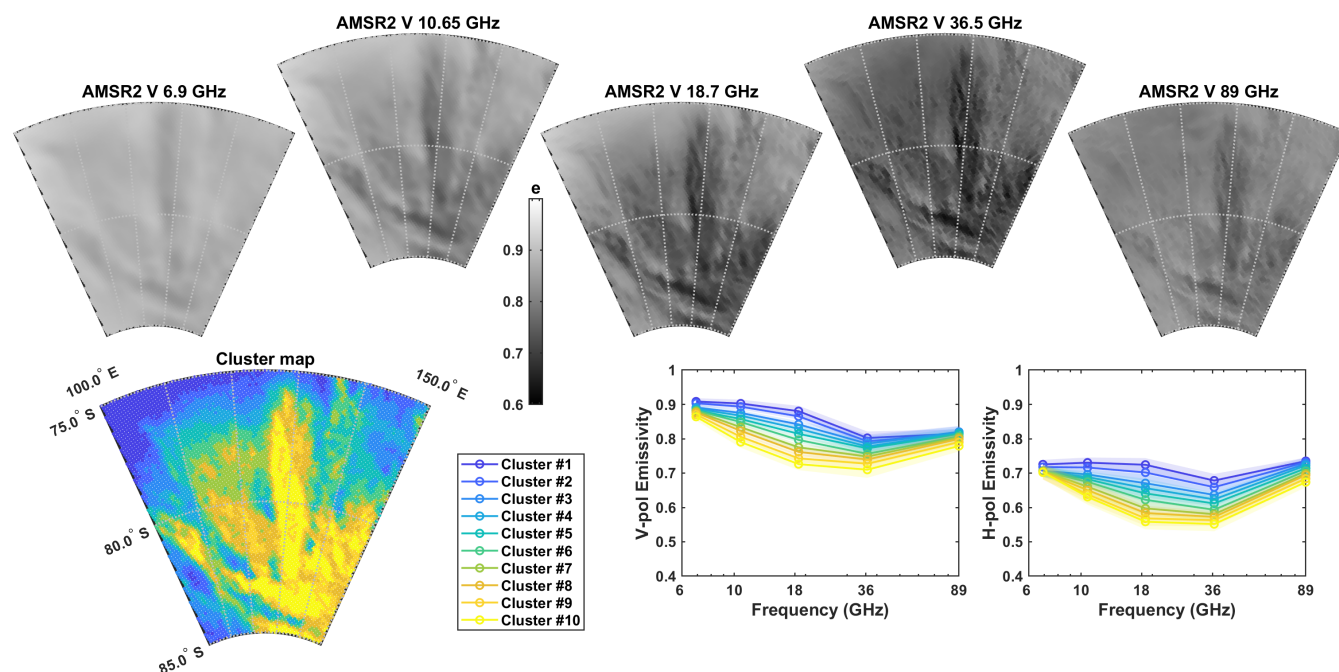 AMSR2 V 10.65 GHz
AMSR2 V 36.5 GHz
AMSR2 V 6.9 GHz
AMSR2 V 18.7 GHz
AMSR2 V 89 GHz
e
0.9
0.8
0.7
0.6
Cluster map
100.0° E
150.0° E
75.0° S
80.0° S
85.0° S
Cluster #1
Cluster #2
Cluster #3
Cluster #4
Cluster #5
Cluster #6
Cluster #7
Cluster #8
Cluster #9
Cluster #10
V-pol Emissivity
1
0.9
0.8
0.7
0.6
0.5
0.4
6 10 18 36 89
Frequency (GHz)
H-pol Emissivity
1
0.9
0.8
0.7
0.6
0.5
0.4
6 10 18 36 89
Frequency (GHz)